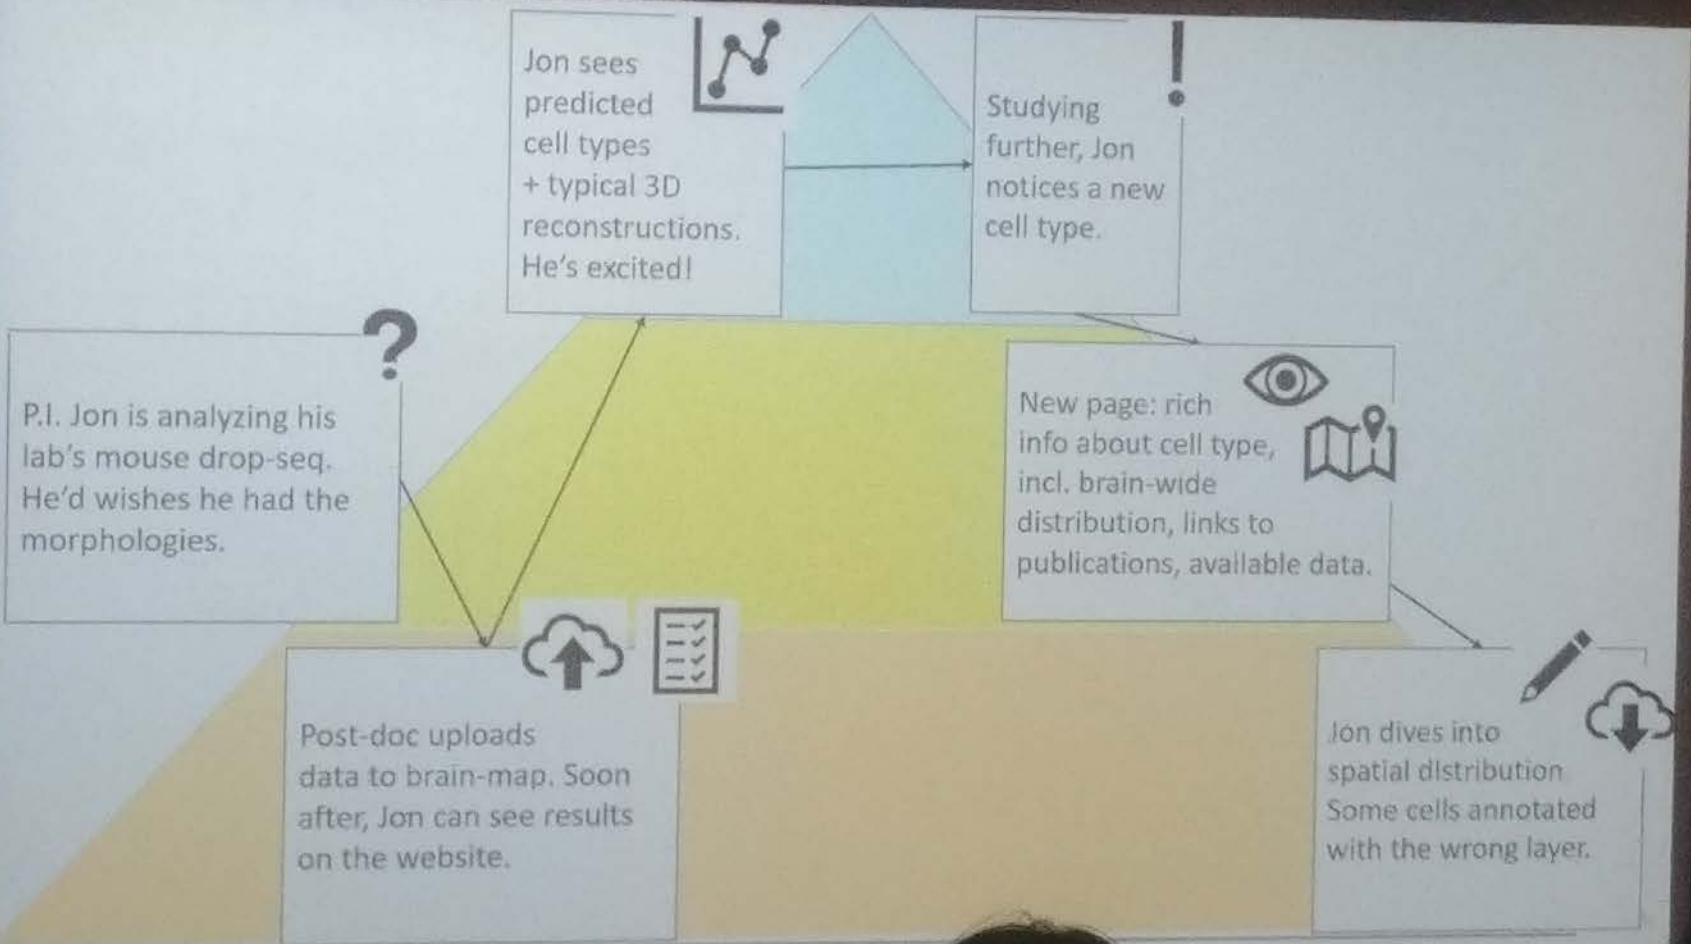 P.I. Jon is analyzing his
lab's mouse drop-seq.
He'd wishes he had the
morphologies.
?
Post-doc uploads
data to brain-map. Soon
after, Jon can see results
on the website.
Jon sees
predicted
cell types
+ typical 3D
reconstructions.
He's excited!
!
Studying
further, Jon
notices a new
cell type.
New page: rich
info about cell type,
incl. brain-wide
distribution, links to
publications, available data.
Jon dives into
spatial distribution
Some cells annotated
with the wrong layer.